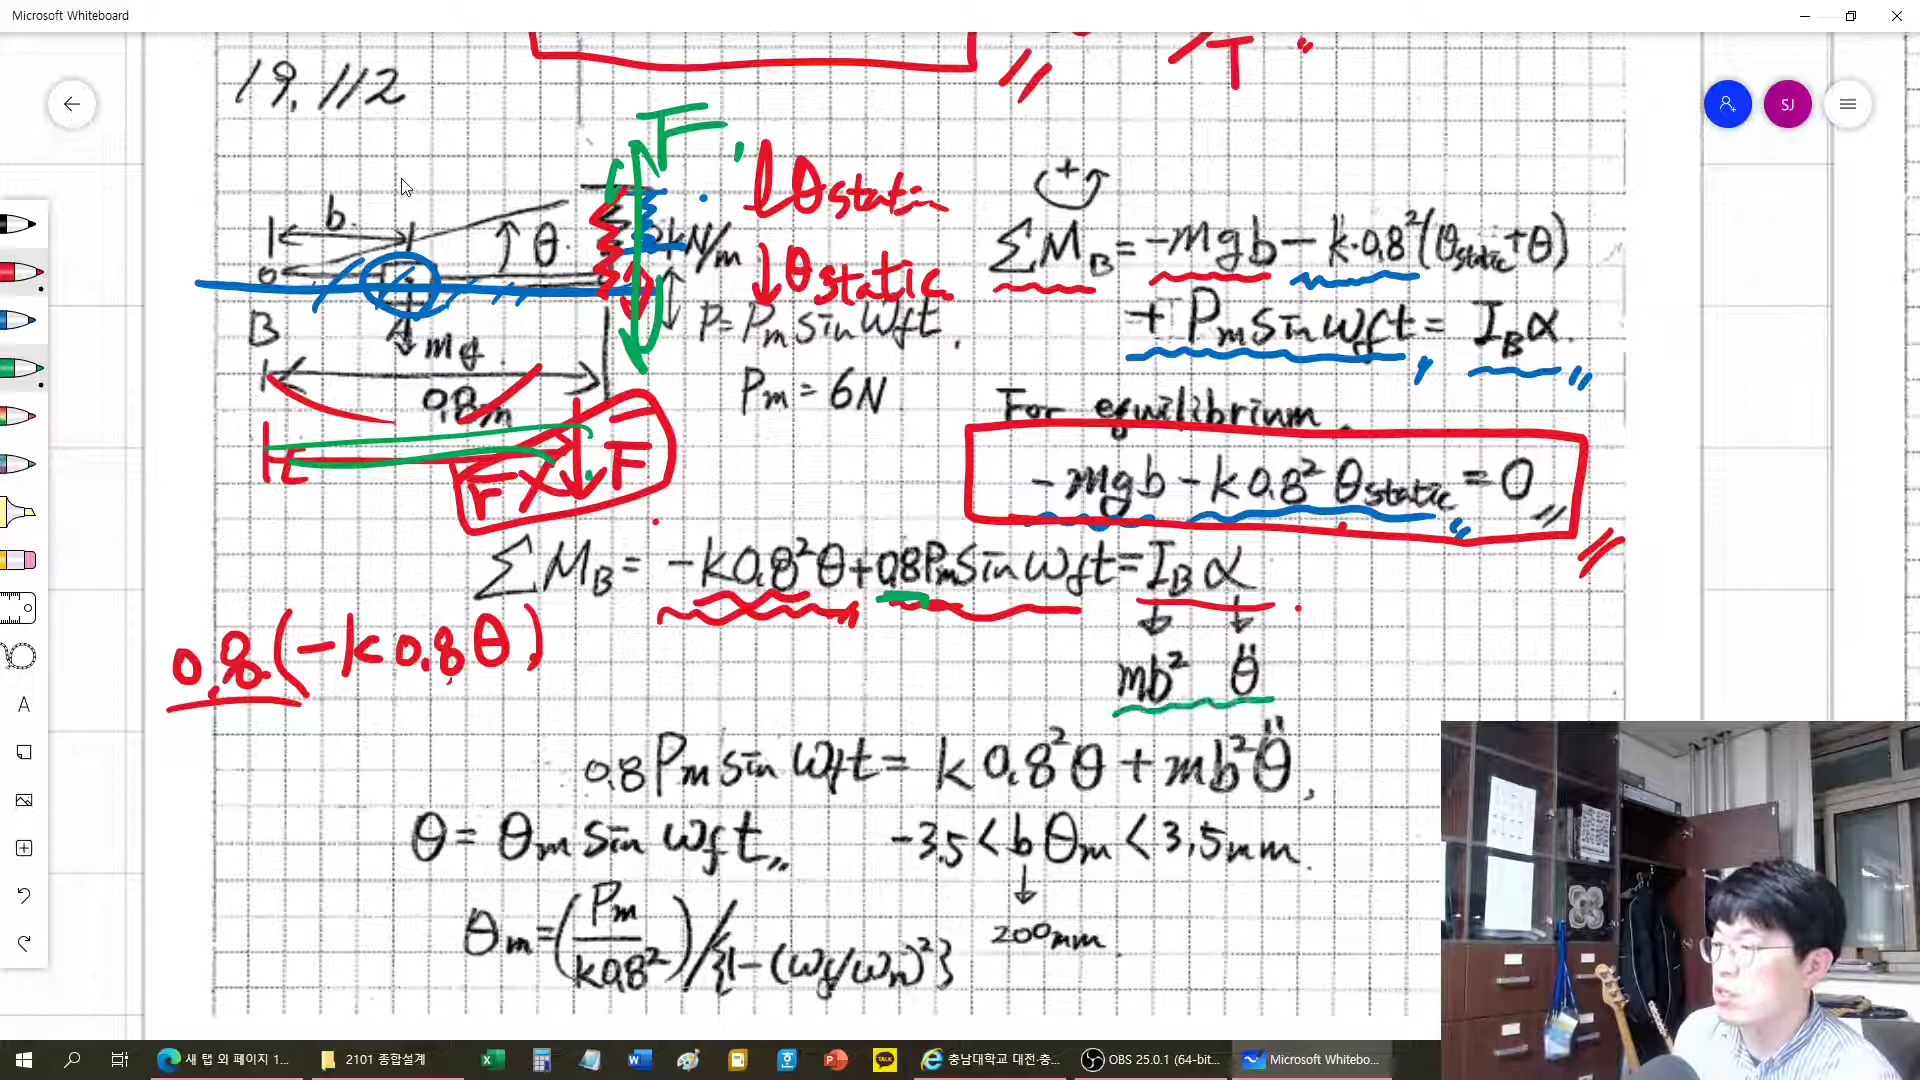 Microsoft Whiteboard
19.112
F
θstatic
b
θ
2kN/m
θstatic
B
A
mg
0.8m
P = Pm sin ωft.
Pm = 6N
+
ΣMB = -mgb - k·0.8²(θstatic+θ)
+ Pm sin ωft = IBα.
For equilibrium.
-mgb - k0.8²θstatic = 0
F
ΣMB = -k0.8²θ + 0.8Pm sin ωft = IBα
0.8(-k0.8θ)
mb² θ̈
0.8 Pm sin ωft = k0.8²θ + mb²θ̈,
θ = θm sin ωft,, -3.5 < bθm < 3.5mm.
200mm
θm = (Pm/k0.8²)/{1-(ωf/ωn)²}
SJ
A
새 탭 외 페이지 1...
2101 종합설계
TALK
충남대학교 대전·충...
OBS 25.0.1 (64-bit...
Microsoft Whitebo...